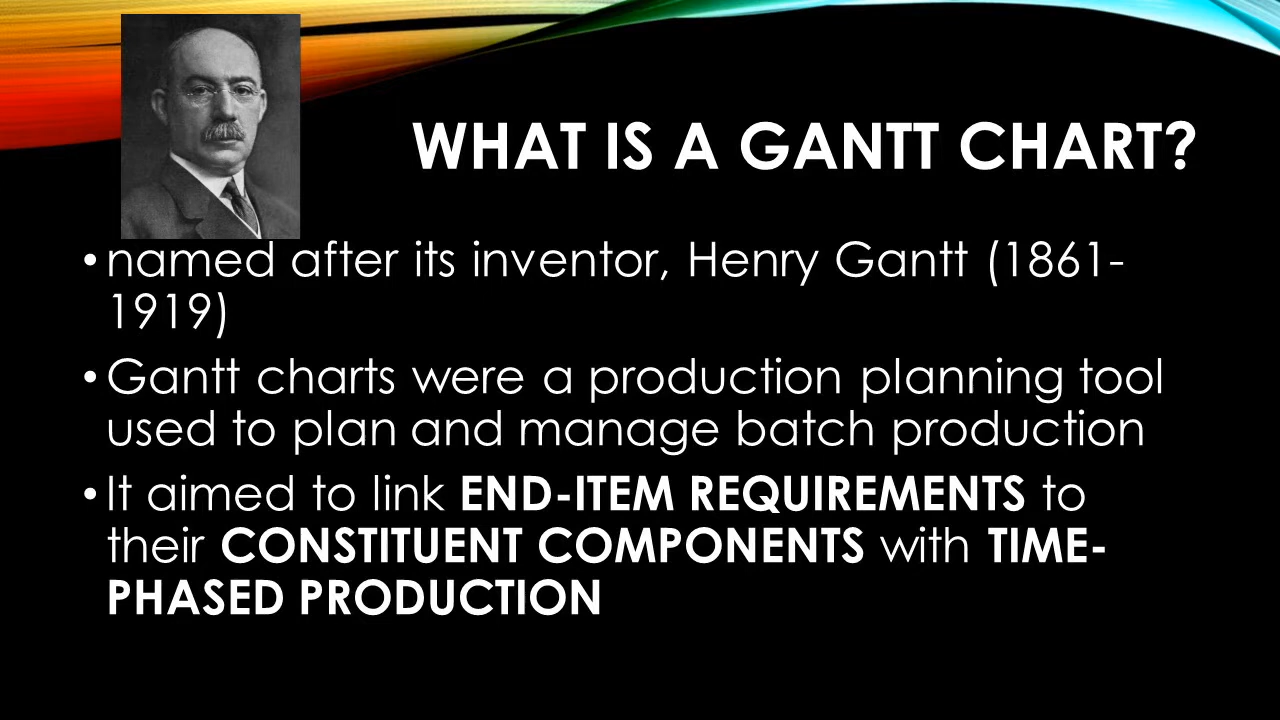 WHAT IS A GANTT CHART?
• named after its inventor, Henry Gantt (1861-
1919)
• Gantt charts were a production planning tool
used to plan and manage batch production
• It aimed to link END-ITEM REQUIREMENTS to
their CONSTITUENT COMPONENTS with TIME-
PHASED PRODUCTION